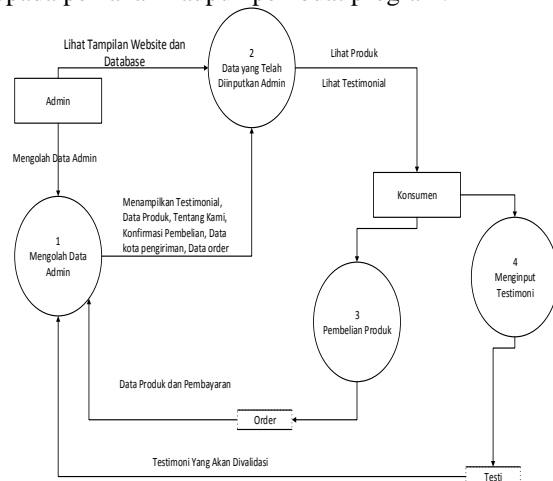 Lihat Tampilan Website dan
Database
2
Data yang Telah
Diinputkan Admin
Lihat Produk
Lihat Testimonial
Admin
Mengolah Data Admin
Konsumen
Menampilkan Testimonial,
Data Produk, Tentang Kami,
Konfirmasi Pembelian, Data
kota pengiriman, Data order
1
Mengolah Data
Admin
4
Menginput
Testimoni
3
Pembelian Produk
Data Produk dan Pembayaran
Order
Testimoni Yang Akan Divalidasi
Testi